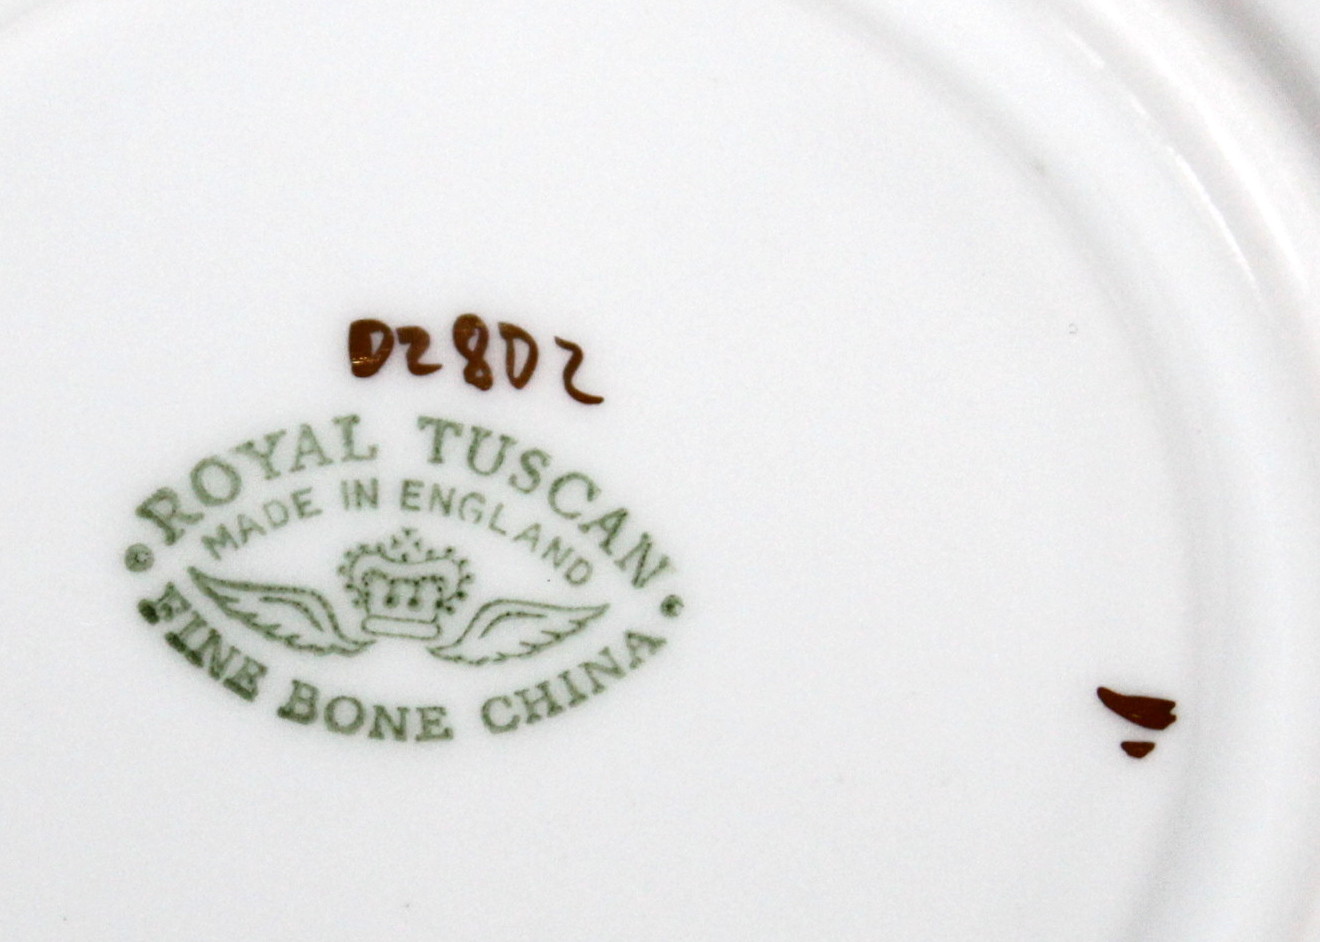 D2802
ROYAL TUSCAN
MADE IN ENGLAND
FINE BONE CHINA